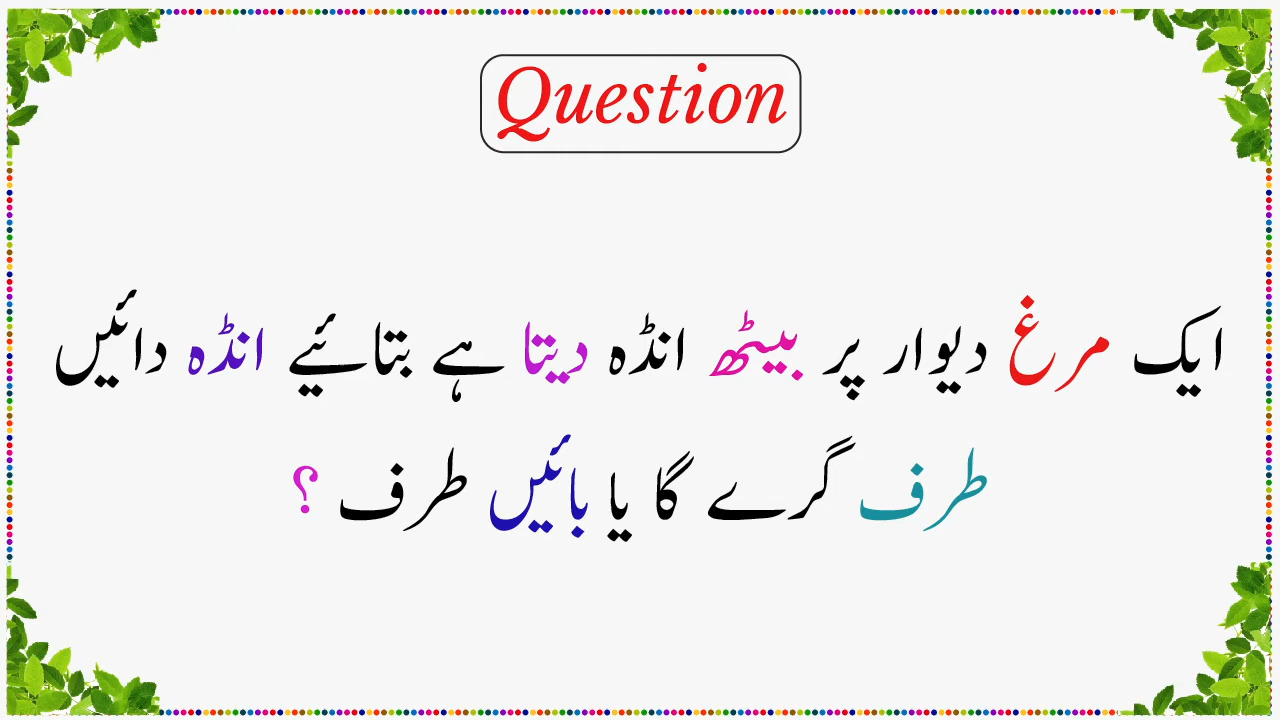 Question
ایک مرغ دیوار پر بیٹھ انڈہ دیتا ہے بتائیے انڈہ دائیں
طرف گرے گا یا بائیں طرف ؟